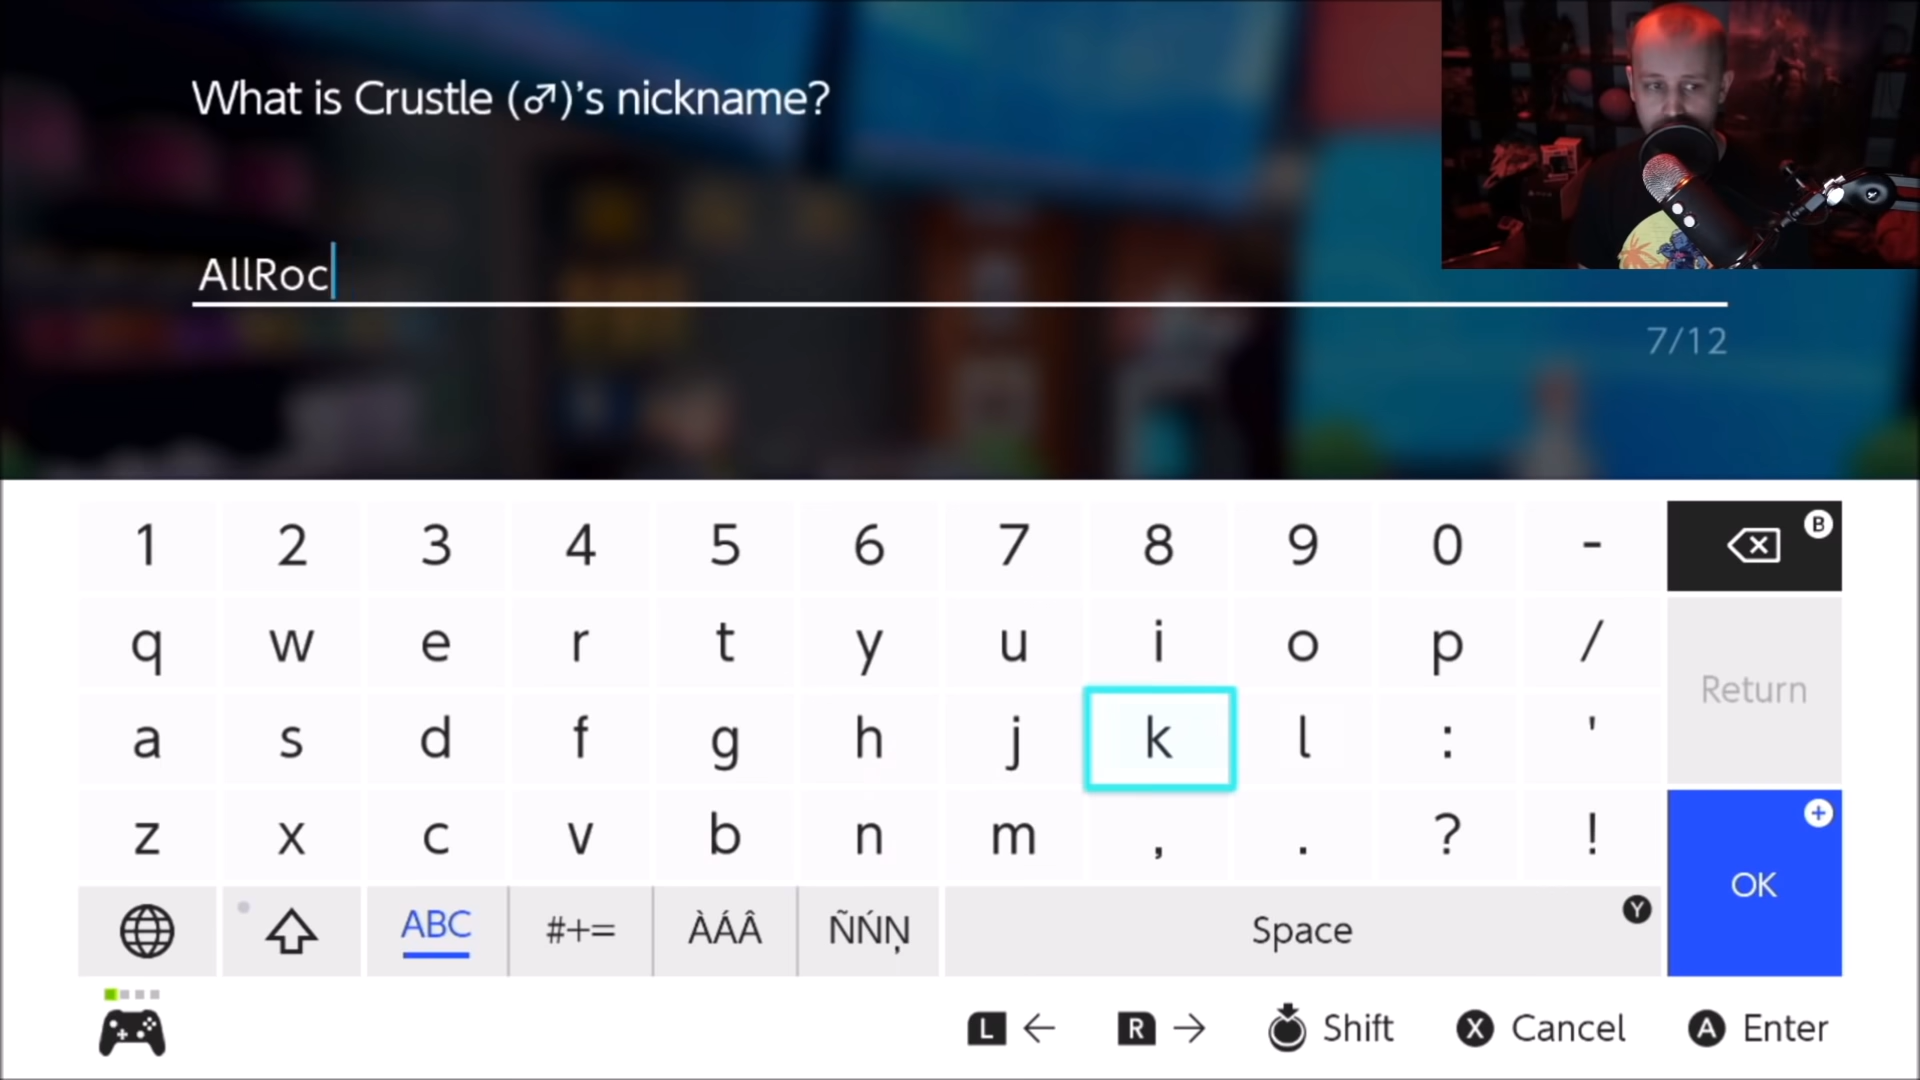 What is Crustle (♂)'s nickname?
AllRoc
7/12
1 2 3 4 5 6 7 8 9 0 - B
q w e r t y u i o p / Return
a s d f g h j k l : '
z x c v b n m , . ? ! + OK
ABC #+= ÀÁÂ ÑŃŅ Space Y
L ← R → Shift X Cancel A Enter